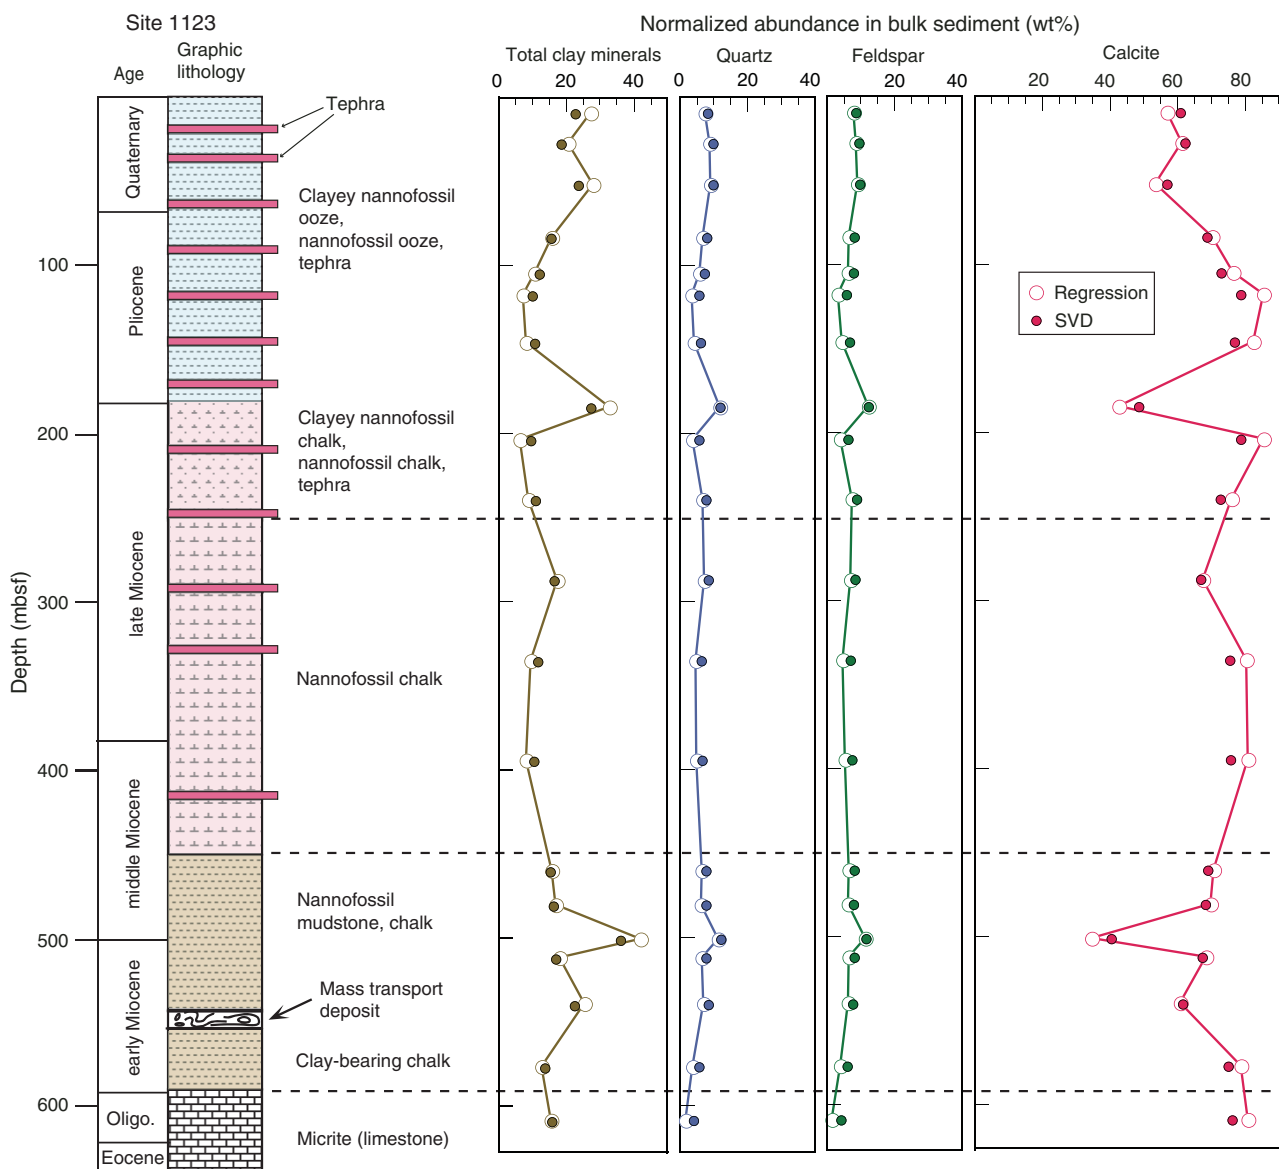 Site 1123
Normalized abundance in bulk sediment (wt%)
Graphic
lithology
Age
Total clay minerals
Quartz
Feldspar
Calcite
0 20 40
0 20 40
0 20 40
20 40 60 80
Tephra
Quaternary
Clayey nannofossil
ooze,
nannofossil ooze,
tephra
100
Pliocene
Regression
SVD
Clayey nannofossil
chalk,
nannofossil chalk,
tephra
200
late Miocene
300
Depth (mbsf)
Nannofossil chalk
400
middle Miocene
Nannofossil
mudstone, chalk
500
early Miocene
Mass transport
deposit
Clay-bearing chalk
600
Oligo.
Micrite (limestone)
Eocene